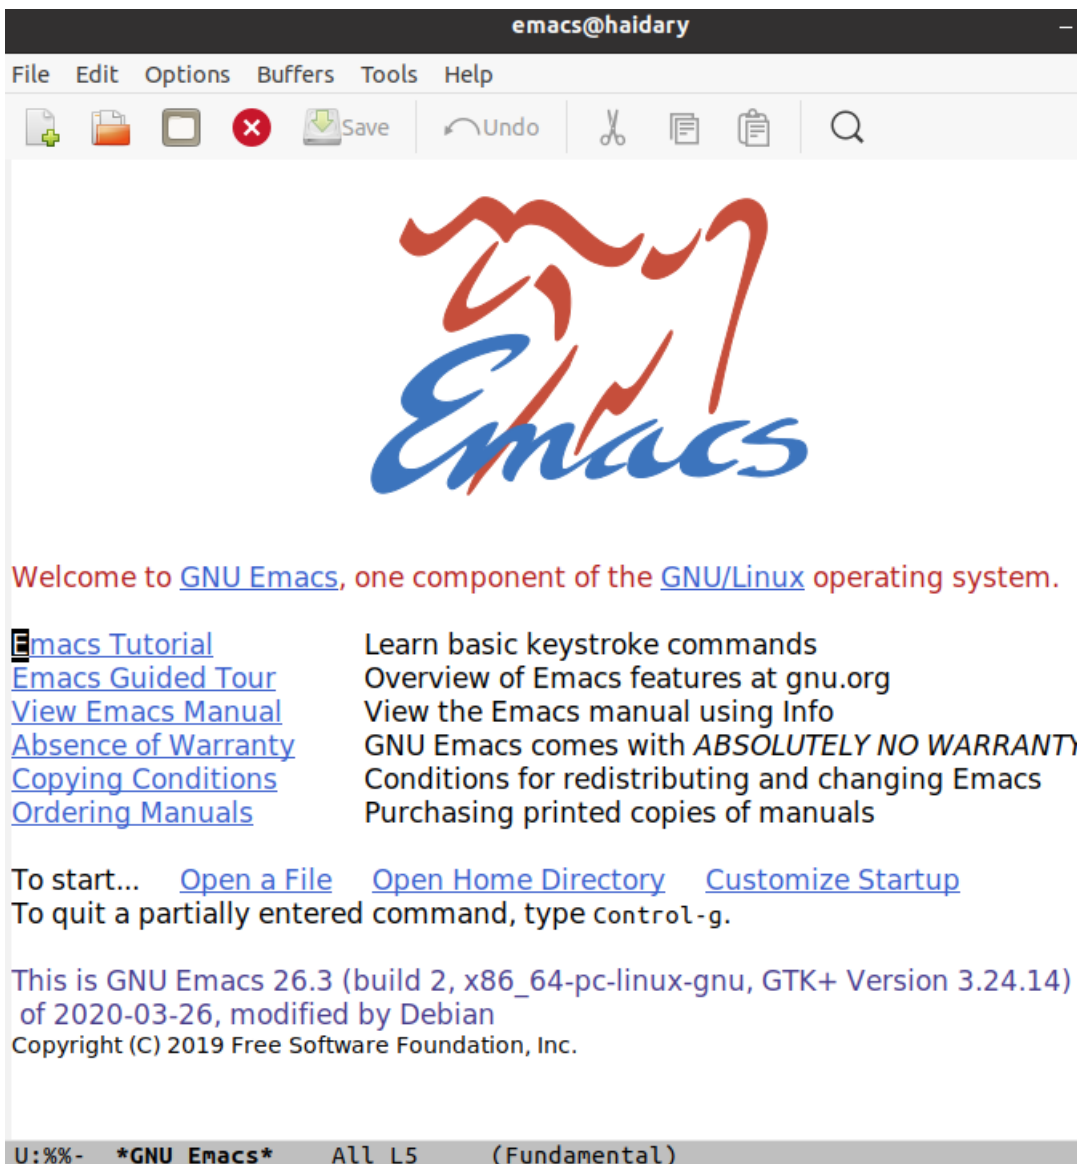 emacs@haidary
File Edit Options Buffers Tools Help
Save Undo
Emacs
Welcome to GNU Emacs, one component of the GNU/Linux operating system.
Emacs Tutorial Learn basic keystroke commands
Emacs Guided Tour Overview of Emacs features at gnu.org
View Emacs Manual View the Emacs manual using Info
Absence of Warranty GNU Emacs comes with ABSOLUTELY NO WARRANTY
Copying Conditions Conditions for redistributing and changing Emacs
Ordering Manuals Purchasing printed copies of manuals
To start... Open a File Open Home Directory Customize Startup
To quit a partially entered command, type Control-g.
This is GNU Emacs 26.3 (build 2, x86_64-pc-linux-gnu, GTK+ Version 3.24.14)
of 2020-03-26, modified by Debian
Copyright (C) 2019 Free Software Foundation, Inc.
U:%%- *GNU Emacs* All L5 (Fundamental)